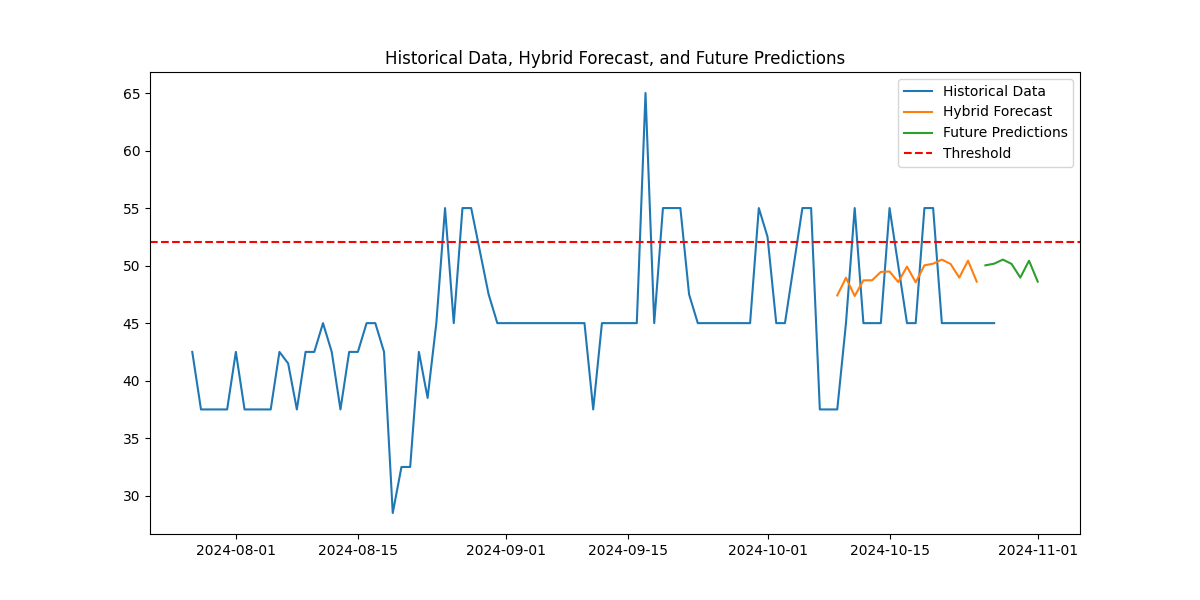 Historical Data, Hybrid Forecast, and Future Predictions
65
60
55
50
45
40
35
30
Historical Data
Hybrid Forecast
Future Predictions
Threshold
2024-08-01 2024-08-15 2024-09-01 2024-09-15 2024-10-01 2024-10-15 2024-11-01